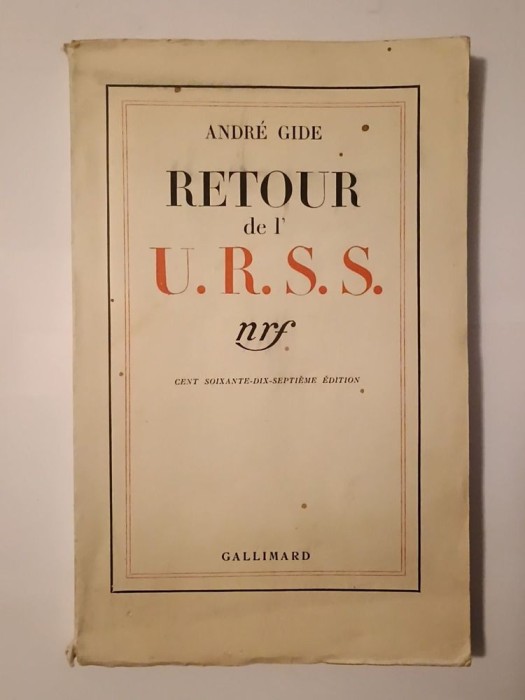 ANDRÉ GIDE
RETOUR
de l'
U. R. S. S.
nrf
CENT SOIXANTE-DIX-SEPTIÈME ÉDITION
GALLIMARD